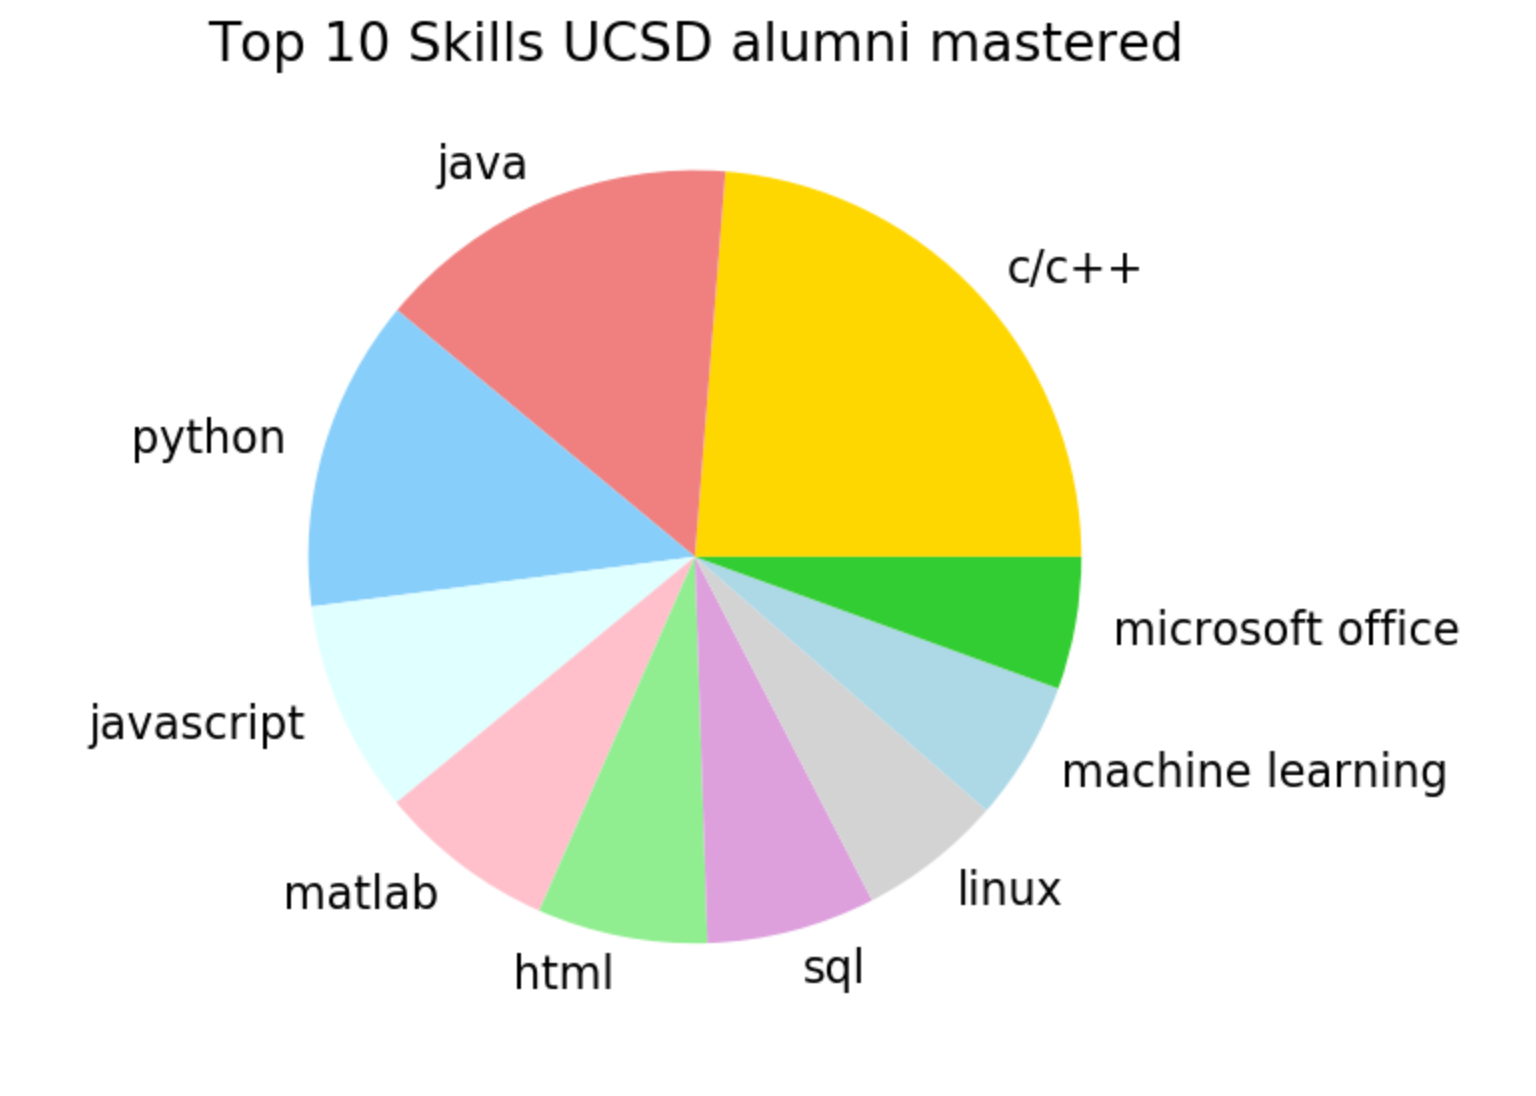 Top 10 Skills UCSD alumni mastered
java
c/c++
python
microsoft office
javascript
machine learning
matlab
linux
html
sql